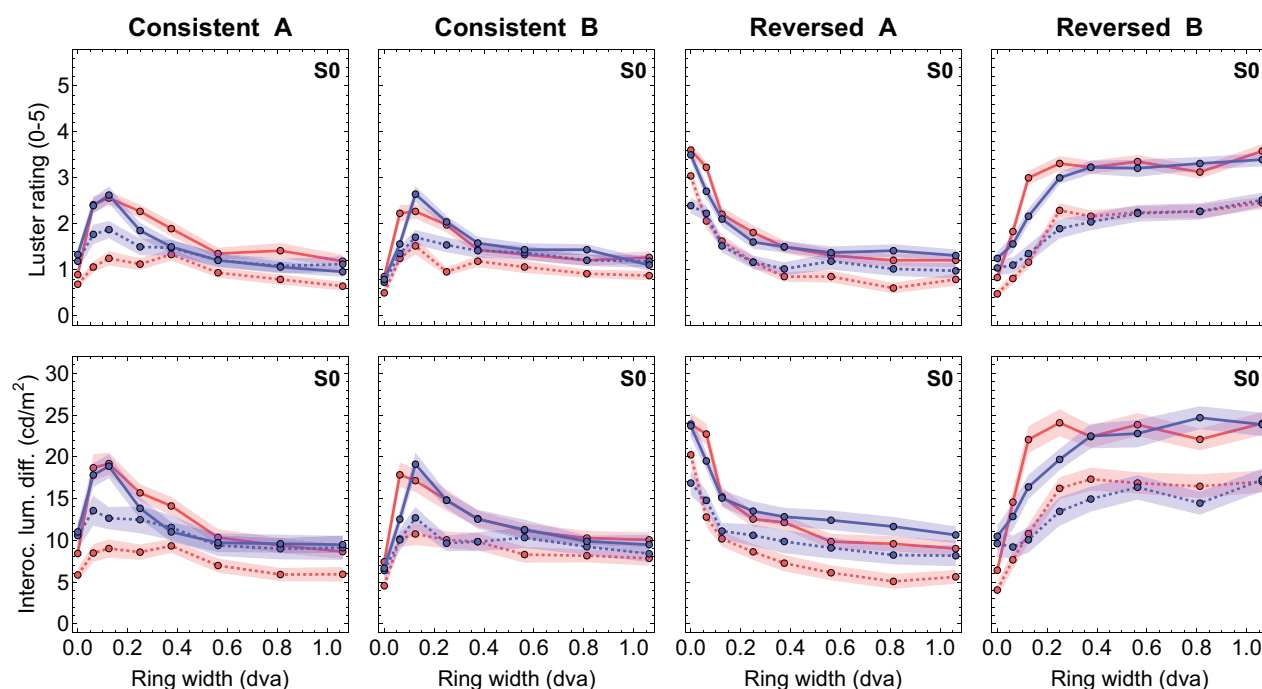 Consistent A Consistent B Reversed A Reversed B
Luster rating (0-5)
5
4
3
2
1
0
S0 S0 S0 S0
Interoc. lum. diff. (cd/m²)
30
25
20
15
10
5
0
S0 S0 S0 S0
0.0 0.2 0.4 0.6 0.8 1.0 0.0 0.2 0.4 0.6 0.8 1.0 0.0 0.2 0.4 0.6 0.8 1.0 0.0 0.2 0.4 0.6 0.8 1.0
Ring width (dva) Ring width (dva) Ring width (dva) Ring width (dva)